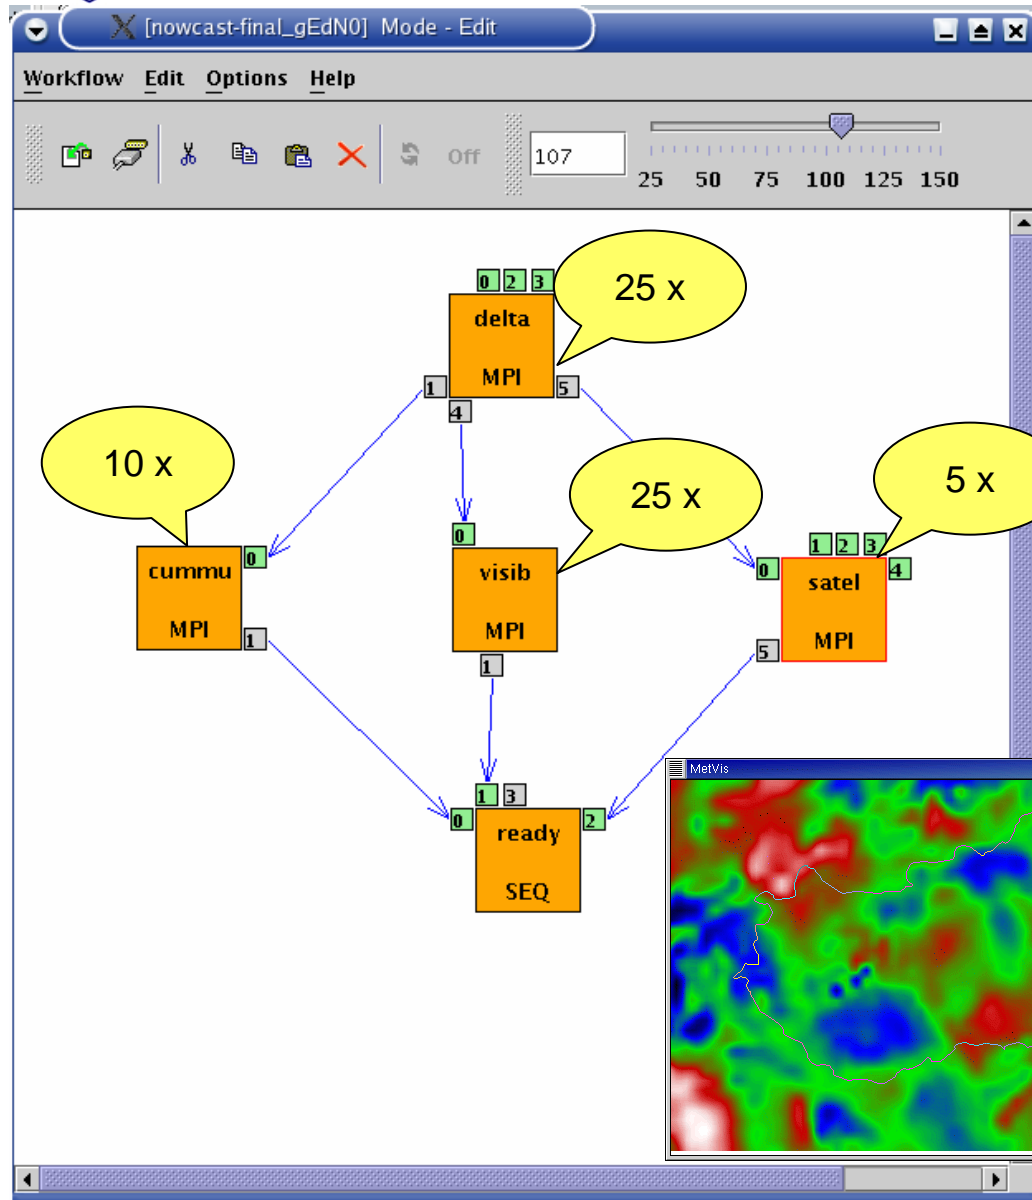 [nowcast-final_gEdN0] Mode - Edit
Workflow Edit Options Help
Off
107
25 50 75 100 125 150
0 2 3
25 x
delta
MPI
1
5
4
10 x
25 x
5 x
0
1 2 3
0
0
4
cummu
visib
satel
MPI
MPI
MPI
1
1
5
1 3
0
2
ready
SEQ
MetVis